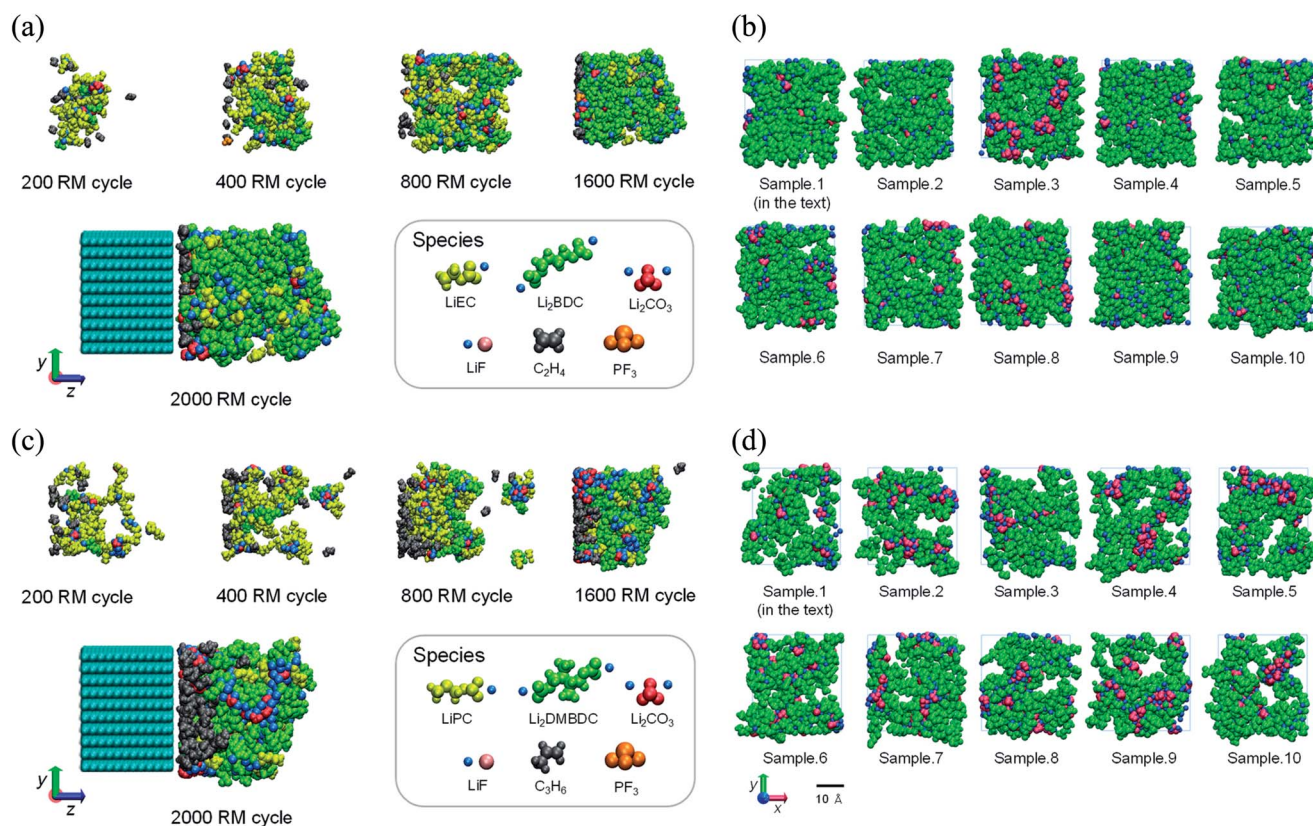 (a)
200 RM cycle
400 RM cycle
800 RM cycle
1600 RM cycle
y
z
2000 RM cycle
Species
LiEC
Li₂BDC
Li₂CO₃
LiF
C₂H₄
PF₃
(b)
Sample.1
(in the text)
Sample.2
Sample.3
Sample.4
Sample.5
Sample.6
Sample.7
Sample.8
Sample.9
Sample.10
(c)
200 RM cycle
400 RM cycle
800 RM cycle
1600 RM cycle
y
z
2000 RM cycle
Species
LiPC
Li₂DMBDC
Li₂CO₃
LiF
C₃H₆
PF₃
(d)
Sample.1
(in the text)
Sample.2
Sample.3
Sample.4
Sample.5
Sample.6
Sample.7
Sample.8
Sample.9
Sample.10
y
x
10 Å